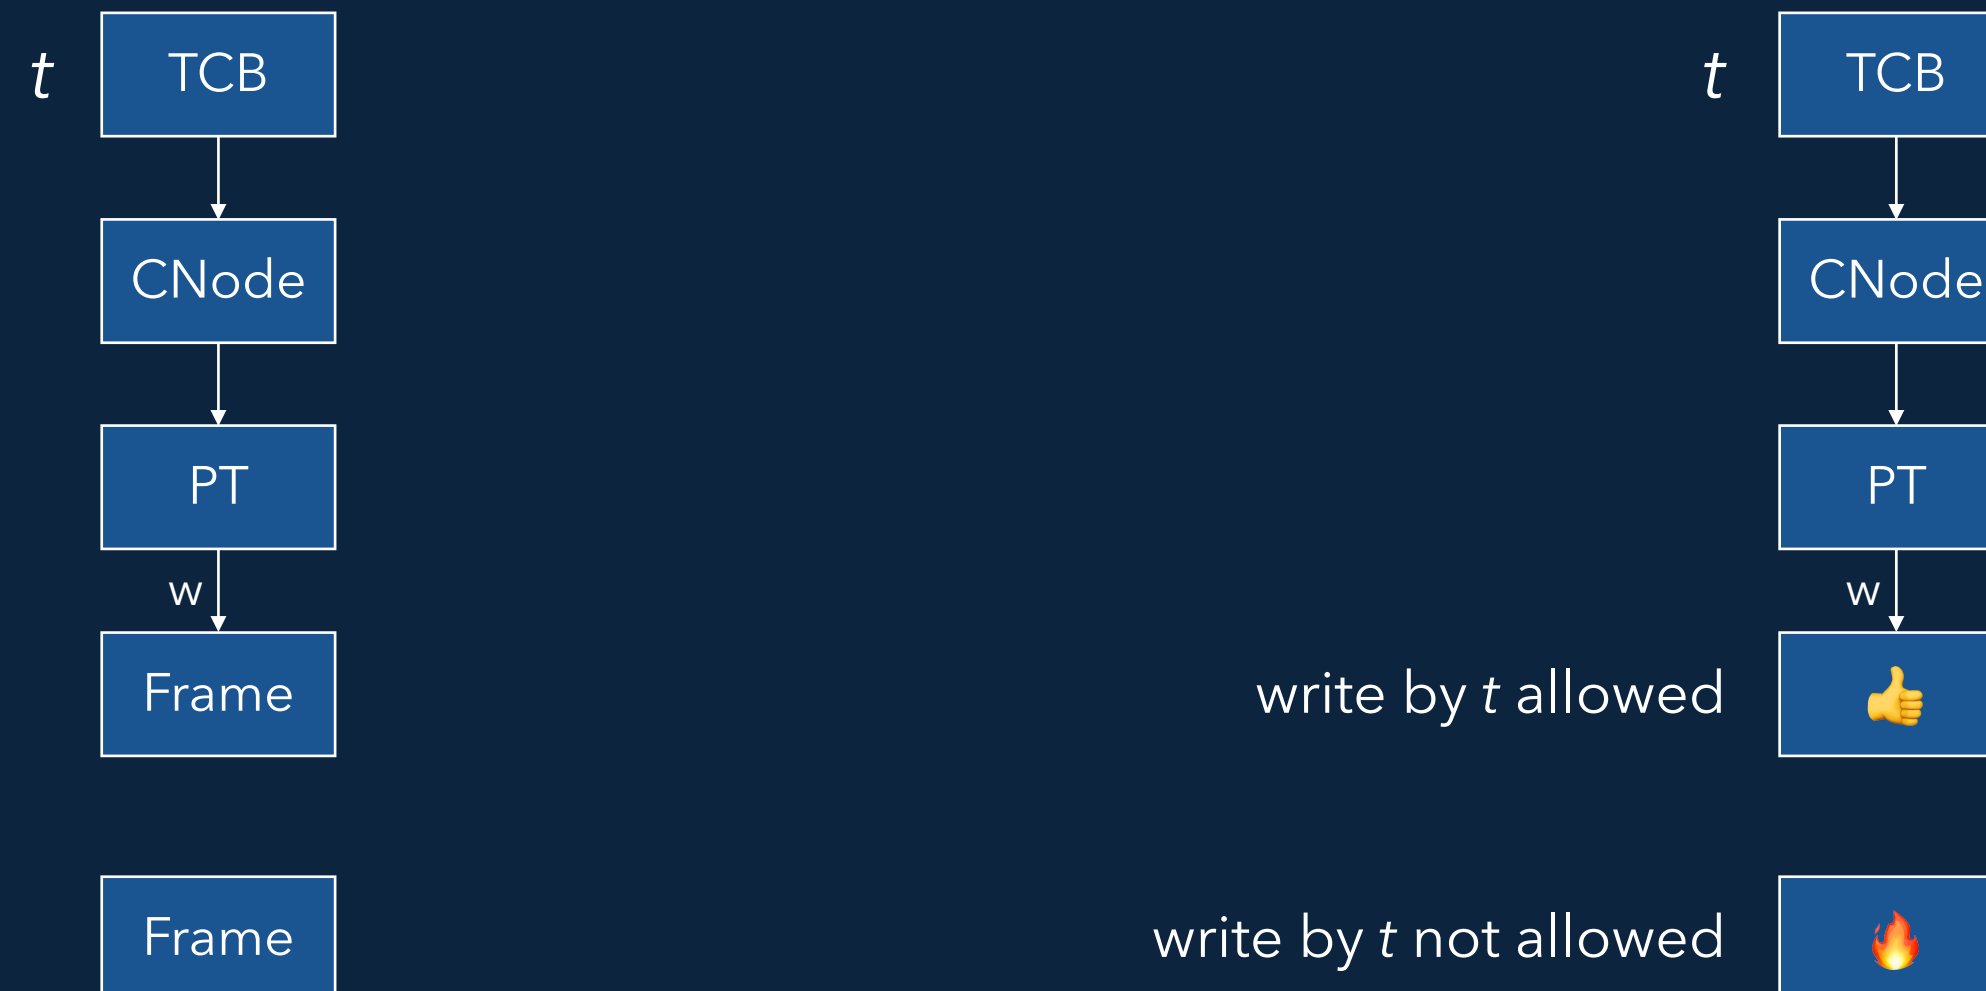 t
TCB
CNode
PT
w
Frame
Frame
t
TCB
CNode
PT
w
write by t allowed
write by t not allowed